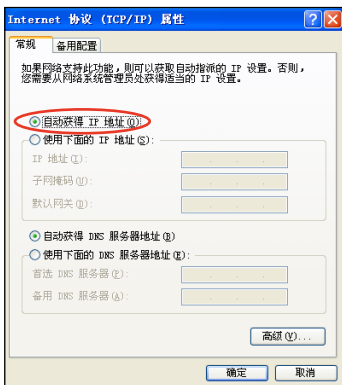 Internet 协议 (TCP/IP) 属性
常规 备用配置
如果网络支持此功能，则可以获取自动指派的 IP 设置。否则，
您需要从网络系统管理员处获得适当的 IP 设置。
自动获得 IP 地址(O)
使用下面的 IP 地址(S):
IP 地址(I):
子网掩码(U):
默认网关(D):
自动获得 DNS 服务器地址(B)
使用下面的 DNS 服务器地址(E):
首选 DNS 服务器(P):
备用 DNS 服务器(A):
高级(V)...
确定 取消